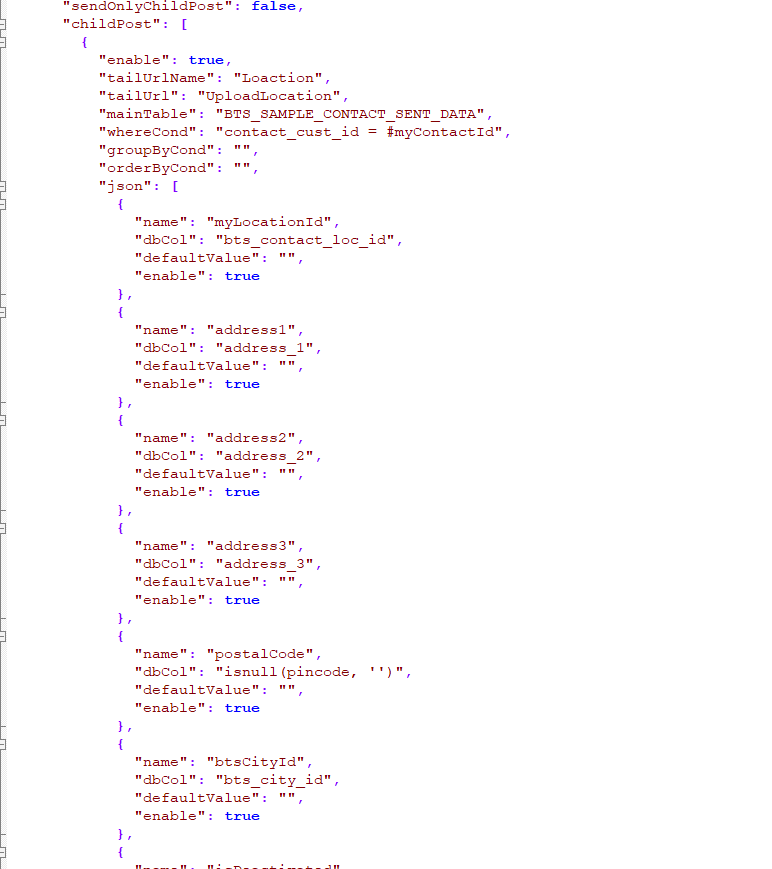 "sendOnlyChildPost": false,
"childPost": [
{
"enable": true,
"tailUrlName": "Loaction",
"tailUrl": "UploadLocation",
"mainTable": "BTS_SAMPLE_CONTACT_SENT_DATA",
"whereCond": "contact_cust_id = #myContactId",
"groupByCond": "",
"orderByCond": "",
"json": [
{
"name": "myLocationId",
"dbCol": "bts_contact_loc_id",
"defaultValue": "",
"enable": true
},
{
"name": "address1",
"dbCol": "address_1",
"defaultValue": "",
"enable": true
},
{
"name": "address2",
"dbCol": "address_2",
"defaultValue": "",
"enable": true
},
{
"name": "address3",
"dbCol": "address_3",
"defaultValue": "",
"enable": true
},
{
"name": "postalCode",
"dbCol": "isnull(pincode, '')",
"defaultValue": "",
"enable": true
},
{
"name": "btsCityId",
"dbCol": "bts_city_id",
"defaultValue": "",
"enable": true
},
{